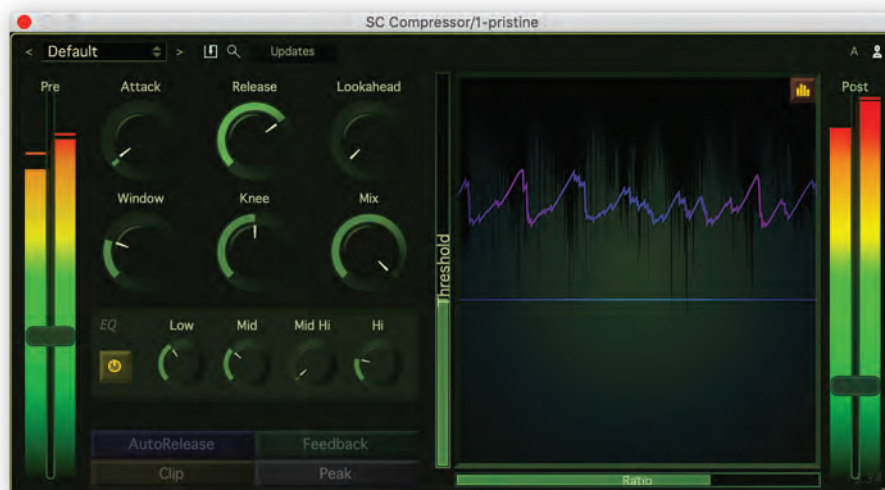 SC Compressor/1-pristine
< Default >
Updates
A
Pre
Attack
Release
Lookahead
Post
Window
Knee
Mix
Threshold
EQ
Low
Mid
Mid Hi
Hi
AutoRelease
Feedback
Clip
Peak
Ratio